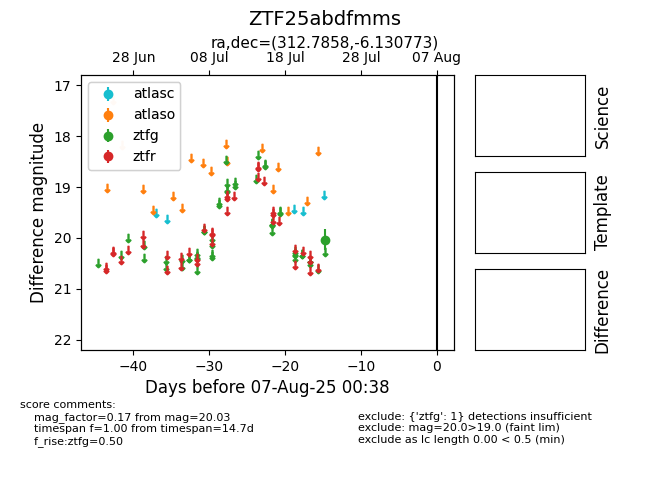 ZTF25abdfmms
ra,dec=(312.7858,-6.130773)
28 Jun 08 Jul 18 Jul 28 Jul 07 Aug
atlasc
atlaso
ztfg
ztfr
17
18
19
20
21
22
Difference magnitude
−40 −30 −20 −10 0
Days before 07-Aug-25 00:38
Science
Template
Difference
score comments:
mag_factor=0.17 from mag=20.03
timespan f=1.00 from timespan=14.7d
f_rise:ztfg=0.50
exclude: {'ztfg': 1} detections insufficient
exclude: mag=20.0>19.0 (faint lim)
exclude as lc length 0.00 < 0.5 (min)